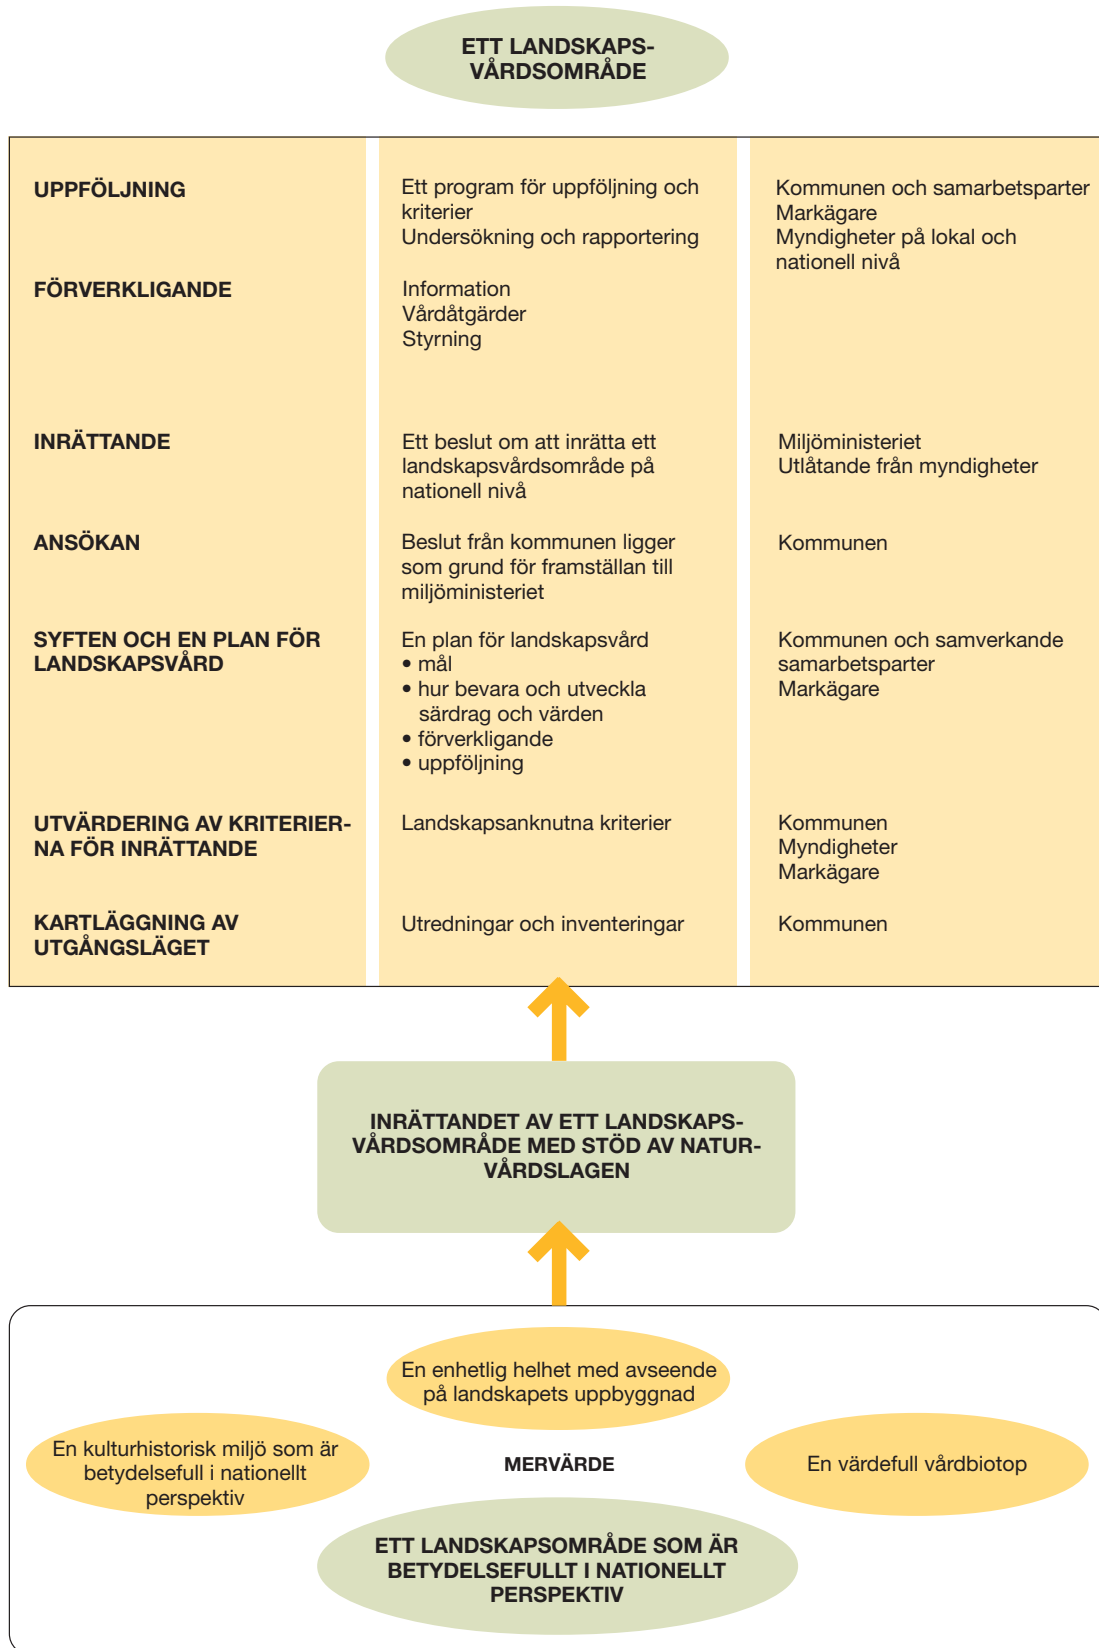 ETT LANDSKAPS-
VÅRDSOMRÅDE
UPPFÖLJNING
Ett program för uppföljning och
kriterier
Undersökning och rapportering
Kommunen och samarbetsparter
Markägare
Myndigheter på lokal och
nationell nivå
FÖRVERKLIGANDE
Information
Vårdåtgärder
Styrning
INRÄTTANDE
Ett beslut om att inrätta ett
landskapsvårdsområde på
nationell nivå
Miljöministeriet
Utlåtande från myndigheter
ANSÖKAN
Beslut från kommunen ligger
som grund för framställan till
miljöministeriet
Kommunen
SYFTEN OCH EN PLAN FÖR
LANDSKAPSVÅRD
En plan för landskapsvård
• mål
• hur bevara och utveckla
särdrag och värden
• förverkligande
• uppföljning
Kommunen och samverkande
samarbetsparter
Markägare
UTVÄRDERING AV KRITERIER-
NA FÖR INRÄTTANDE
Landskapsanknutna kriterier
Kommunen
Myndigheter
Markägare
KARTLÄGGNING AV
UTGÅNGSLÄGET
Utredningar och inventeringar
Kommunen
INRÄTTANDET AV ETT LANDSKAPS-
VÅRDSOMRÅDE MED STÖD AV NATUR-
VÅRDSLAGEN
En enhetlig helhet med avseende
på landskapets uppbyggnad
En kulturhistorisk miljö som är
betydelsefull i nationellt
perspektiv
MERVÄRDE
En värdefull vårdbiotop
ETT LANDSKAPSOMRÅDE SOM ÄR
BETYDELSEFULLT I NATIONELLT
PERSPEKTIV